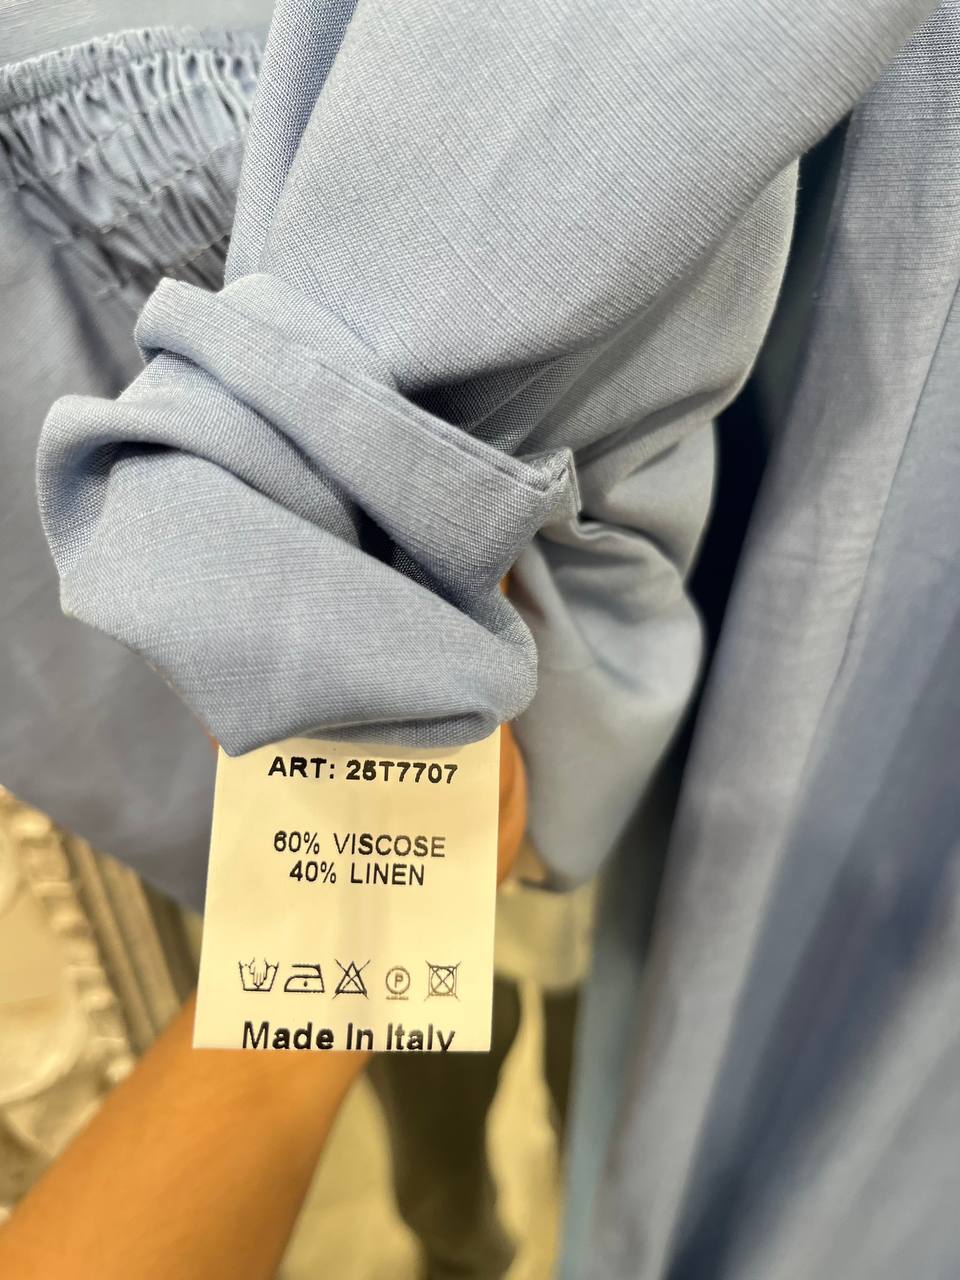 ART: 25T7707
60% VISCOSE
40% LINEN
P
Made In Italy